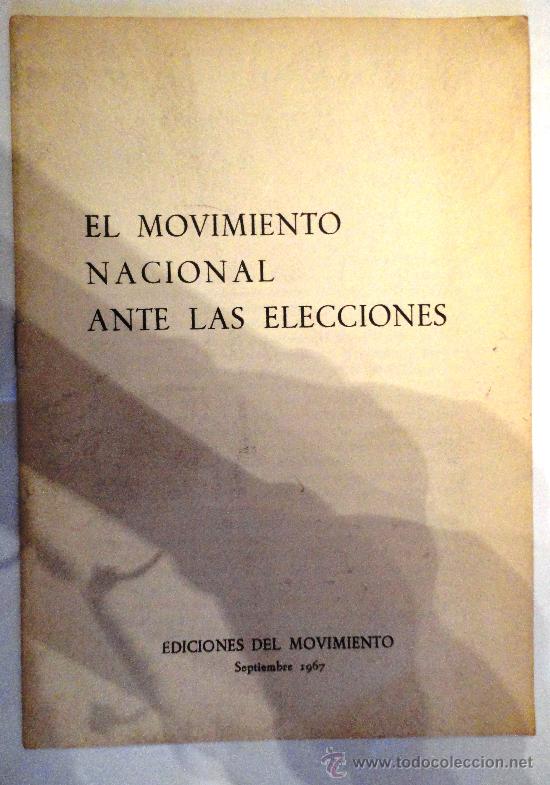 EL MOVIMIENTO
NACIONAL
ANTE LAS ELECCIONES
EDICIONES DEL MOVIMIENTO
Septiembre 1967
www.todocoleccion.net